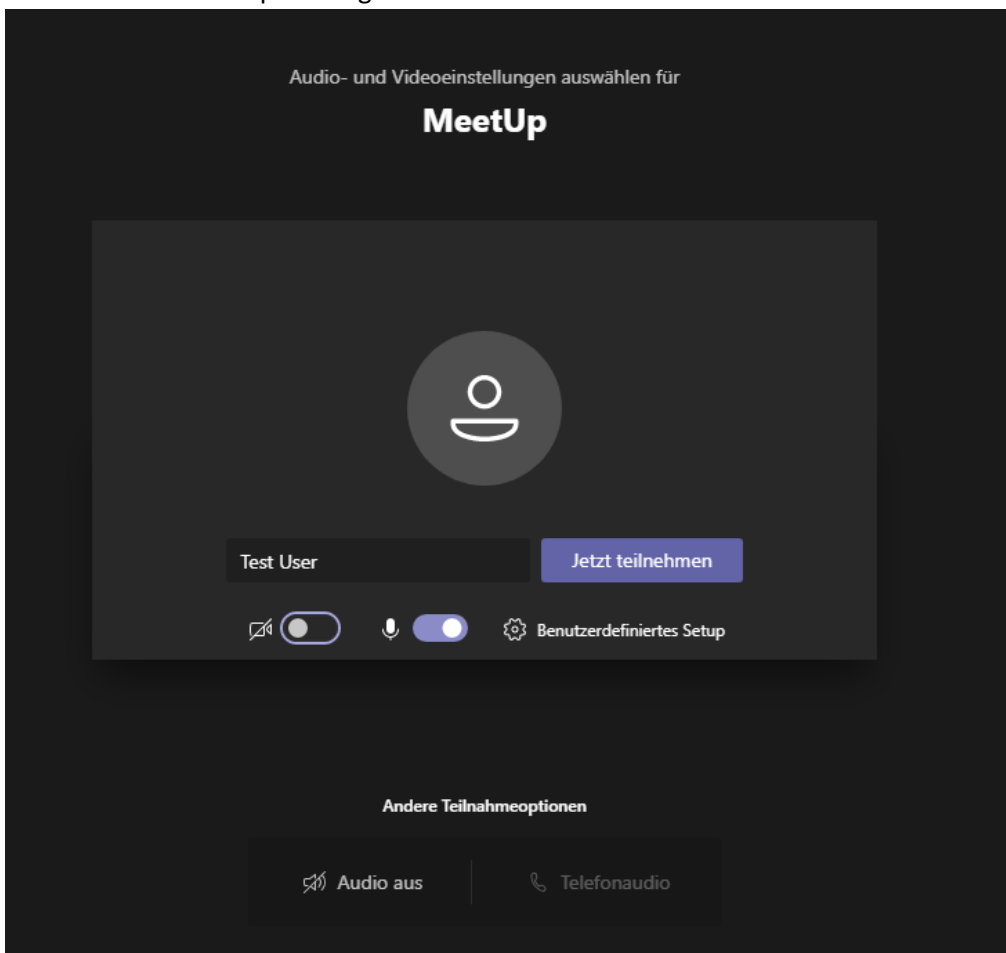 Audio- und Videoeinstellungen auswählen für
MeetUp
Test User
Jetzt teilnehmen
Benutzerdefiniertes Setup
Andere Teilnahmeoptionen
Audio aus
Telefonaudio